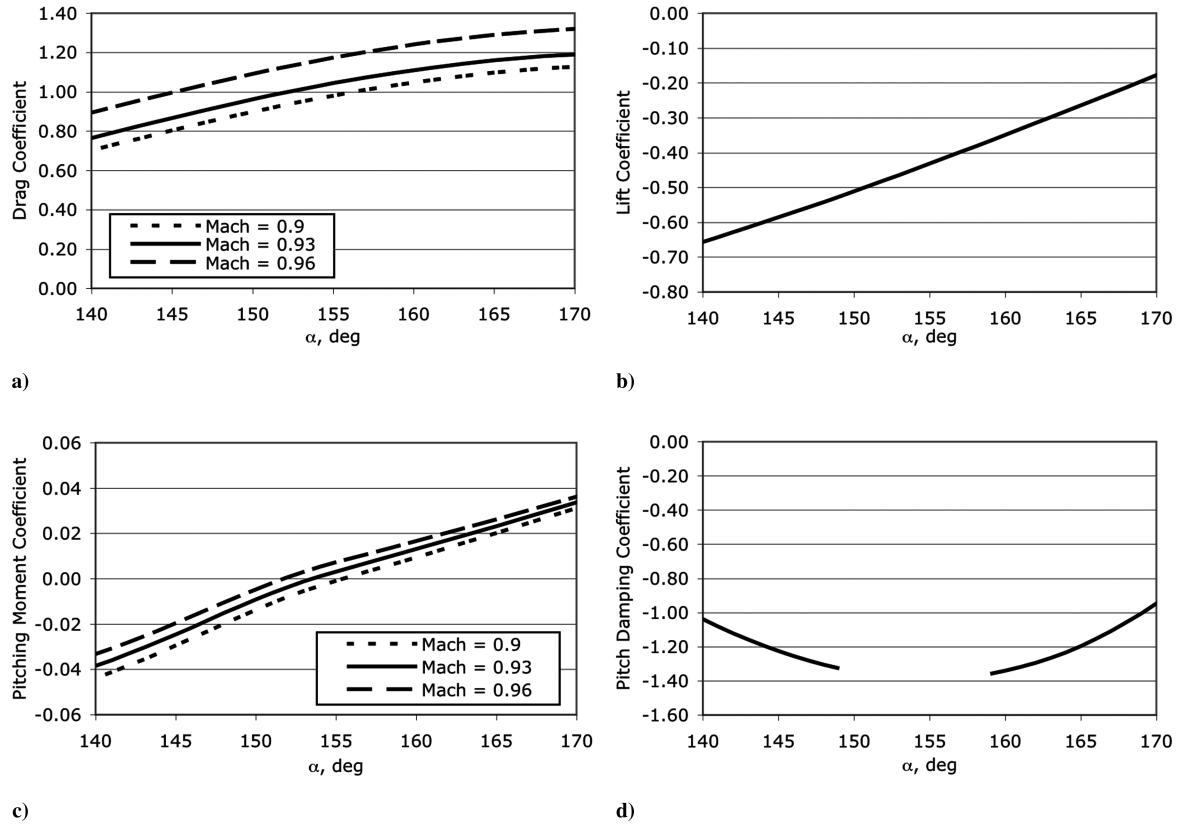 1.40
1.20
1.00
0.80
0.60
0.40
0.20
0.00
Drag Coefficient
Mach = 0.9
Mach = 0.93
Mach = 0.96
140 145 150 155 160 165 170
α, deg
a)
0.00
-0.10
-0.20
-0.30
-0.40
-0.50
-0.60
-0.70
-0.80
Lift Coefficient
140 145 150 155 160 165 170
α, deg
b)
0.06
0.04
0.02
0.00
-0.02
-0.04
-0.06
Pitching Moment Coefficient
Mach = 0.9
Mach = 0.93
Mach = 0.96
140 145 150 155 160 165 170
α, deg
c)
0.00
-0.20
-0.40
-0.60
-0.80
-1.00
-1.20
-1.40
-1.60
Pitch Damping Coefficient
140 145 150 155 160 165 170
α, deg
d)